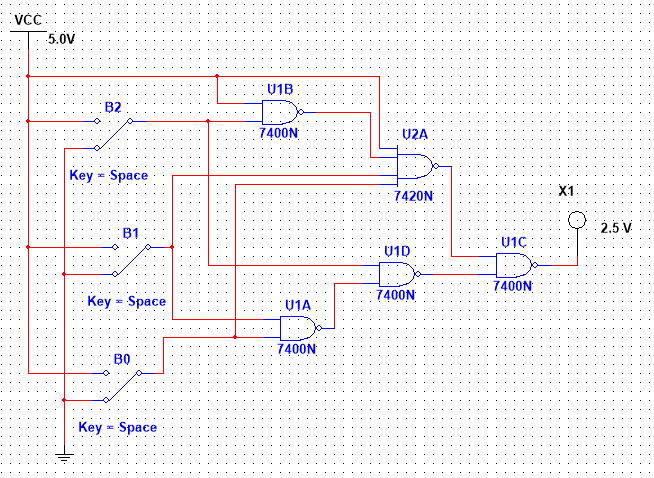 VCC
5.0V
U1B
B2
7400N
U2A
Key = Space
7420N
X1
2.5 V
B1
U1D
U1C
7400N
7400N
Key = Space
U1A
7400N
B0
Key = Space